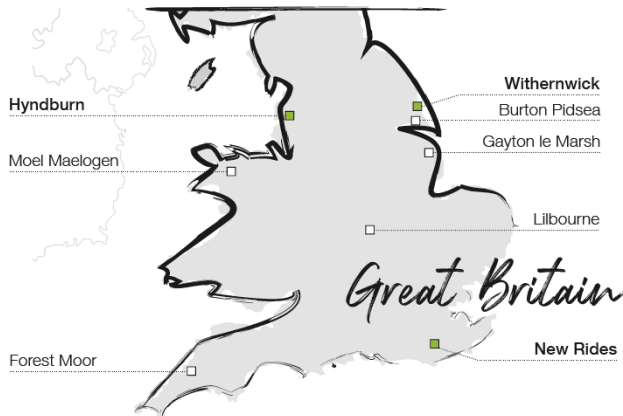 Withernwick
Hyndburn
Burton Pidsea
Gayton le Marsh
Moel Maelogen
Lilbourne
Great Britain
New Rides
Forest Moor